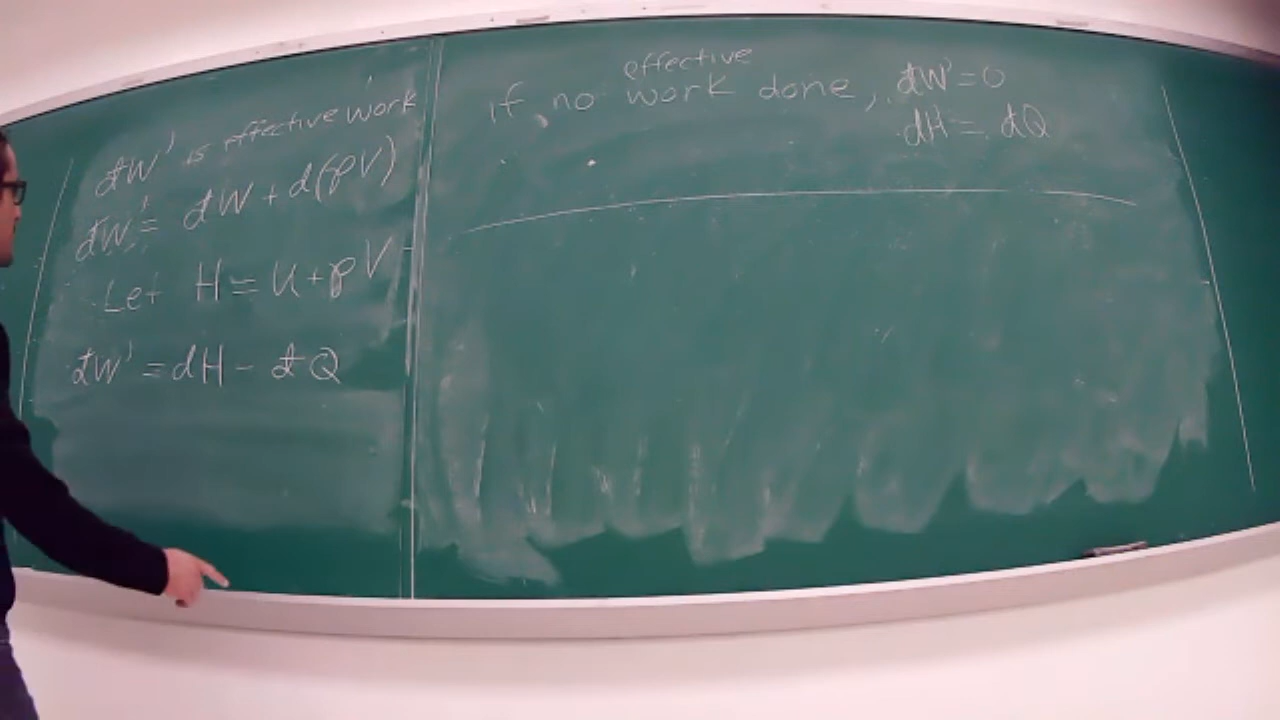 đW' is effective work
đW' = đW + d(pV)
Let H = U + pV
đW' = dH - đQ
effective
if no work done, đW' = 0
dH = đQ